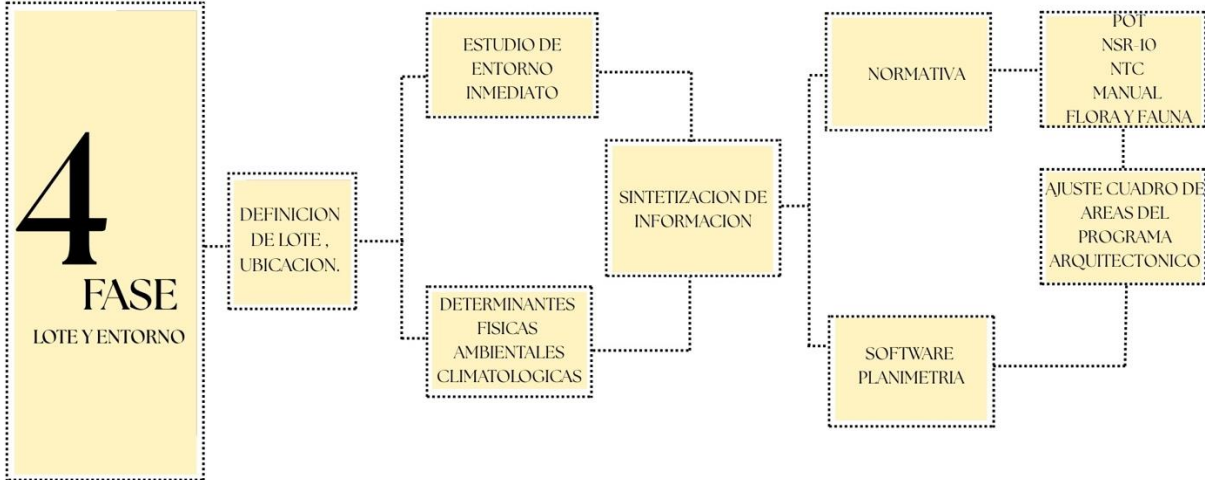 4
FASE
LOTE Y ENTORNO
DEFINICION
DE LOTE ,
UBICACION.
ESTUDIO DE
ENTORNO
INMEDIATO
DETERMINANTES
FISICAS
AMBIENTALES
CLIMATOLOGICAS
SINTETIZACION DE
INFORMACION
NORMATIVA
SOFTWARE
PLANIMETRIA
POT
NSR-10
NTC
MANUAL
FLORA Y FAUNA
AJUSTE CUADRO DE
AREAS DEL
PROGRAMA
ARQUITECTONICO